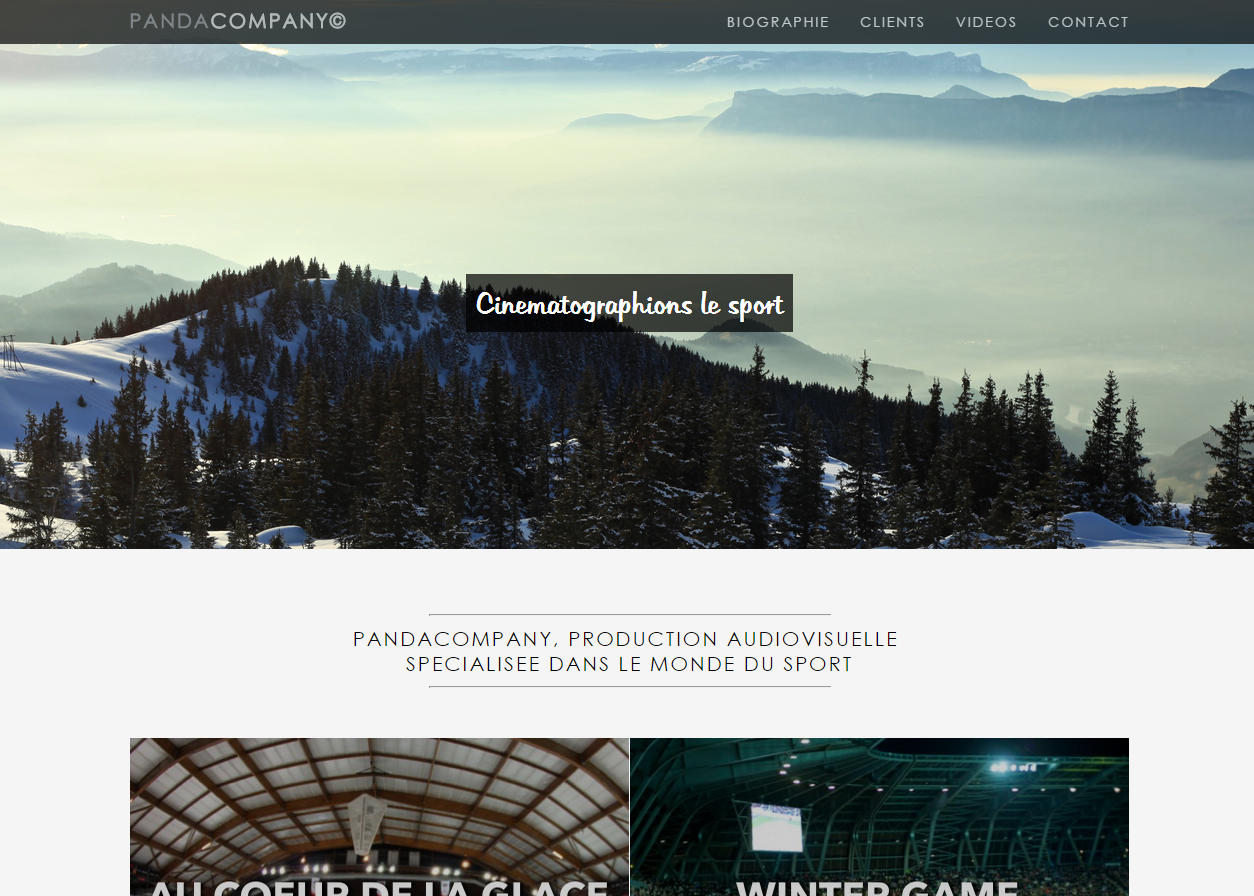 PANDACOMPANY©
BIOGRAPHIE CLIENTS VIDEOS CONTACT
Cinematographions le sport
PANDACOMPANY, PRODUCTION AUDIOVISUELLE
SPECIALISEE DANS LE MONDE DU SPORT
AU COEUR DE LA GLACE
WINTER GAME